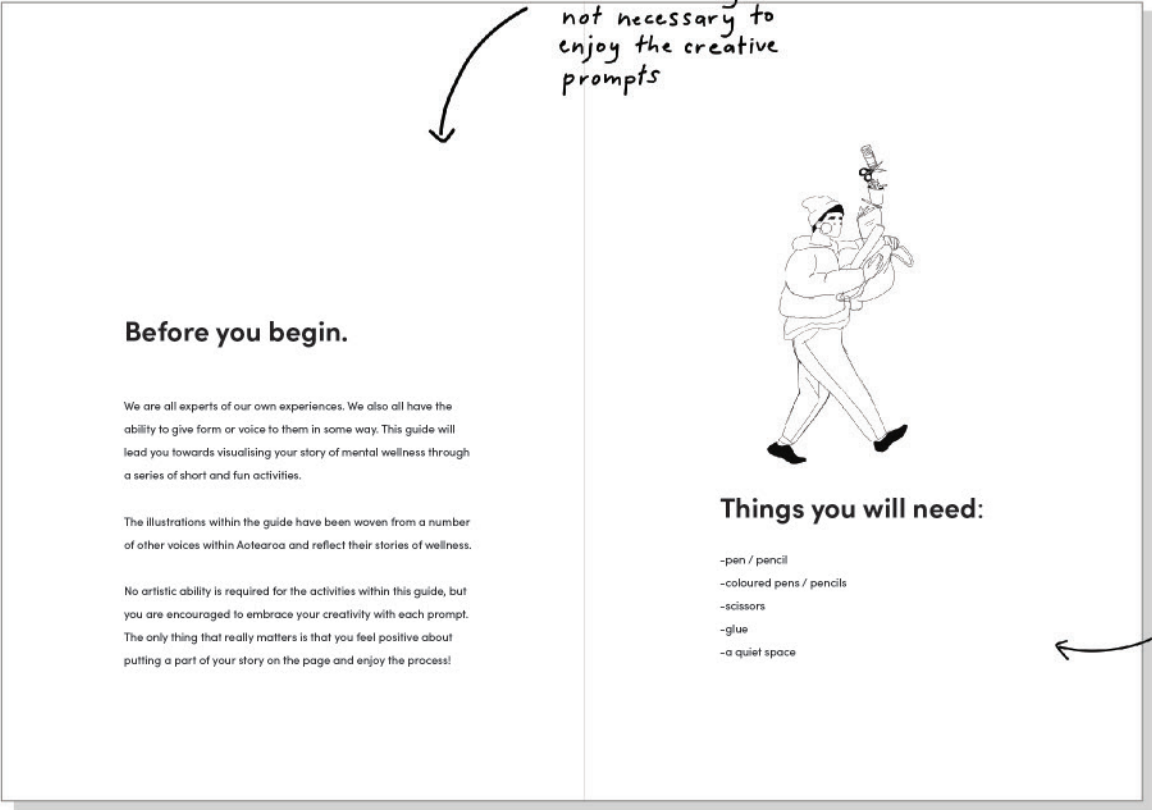 not necessary to
enjoy the creative
prompts
Before you begin.
We are all experts of our own experiences. We also all have the
ability to give form or voice to them in some way. This guide will
lead you towards visualising your story of mental wellness through
a series of short and fun activities.
The illustrations within the guide have been woven from a number
of other voices within Aotearoa and reflect their stories of wellness.
No artistic ability is required for the activities within this guide, but
you are encouraged to embrace your creativity with each prompt.
The only thing that really matters is that you feel positive about
putting a part of your story on the page and enjoy the process!
Things you will need:
-pen / pencil
-coloured pens / pencils
-scissors
-glue
-a quiet space